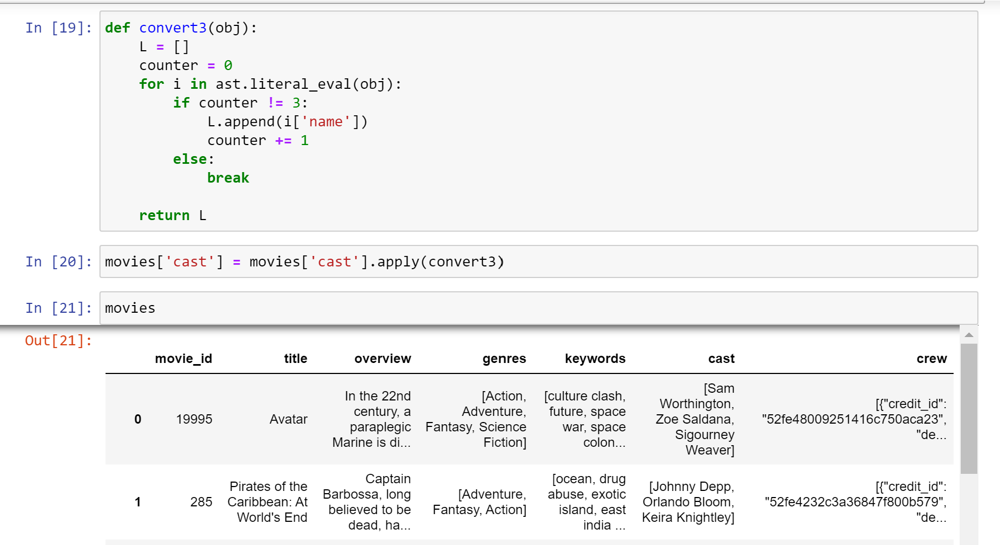 In [19]:
def convert3(obj):
    L = []
    counter = 0
    for i in ast.literal_eval(obj):
        if counter != 3:
            L.append(i['name'])
            counter += 1
        else:
            break
    return L
In [20]:
movies['cast'] = movies['cast'].apply(convert3)
In [21]:
movies
Out[21]:
movie_id title overview genres keywords cast crew
0
19995
Avatar
In the 22nd
century, a
paraplegic
Marine is di...
[Action,
Adventure,
Fantasy, Science
Fiction]
[culture clash,
future, space
war, space
colon...
[Sam
Worthington,
Zoe Saldana,
Sigourney
Weaver]
[{"credit_id":
"52fe48009251416c750aca23",
"de...
1
285
Pirates of the
Caribbean: At
World's End
Captain
Barbossa, long
believed to be
dead, ha...
[Adventure,
Fantasy, Action]
[ocean, drug
abuse, exotic
island, east
india ...
[Johnny Depp,
Orlando Bloom,
Keira Knightley]
[{"credit_id":
"52fe4232c3a36847f800b579",
"de...